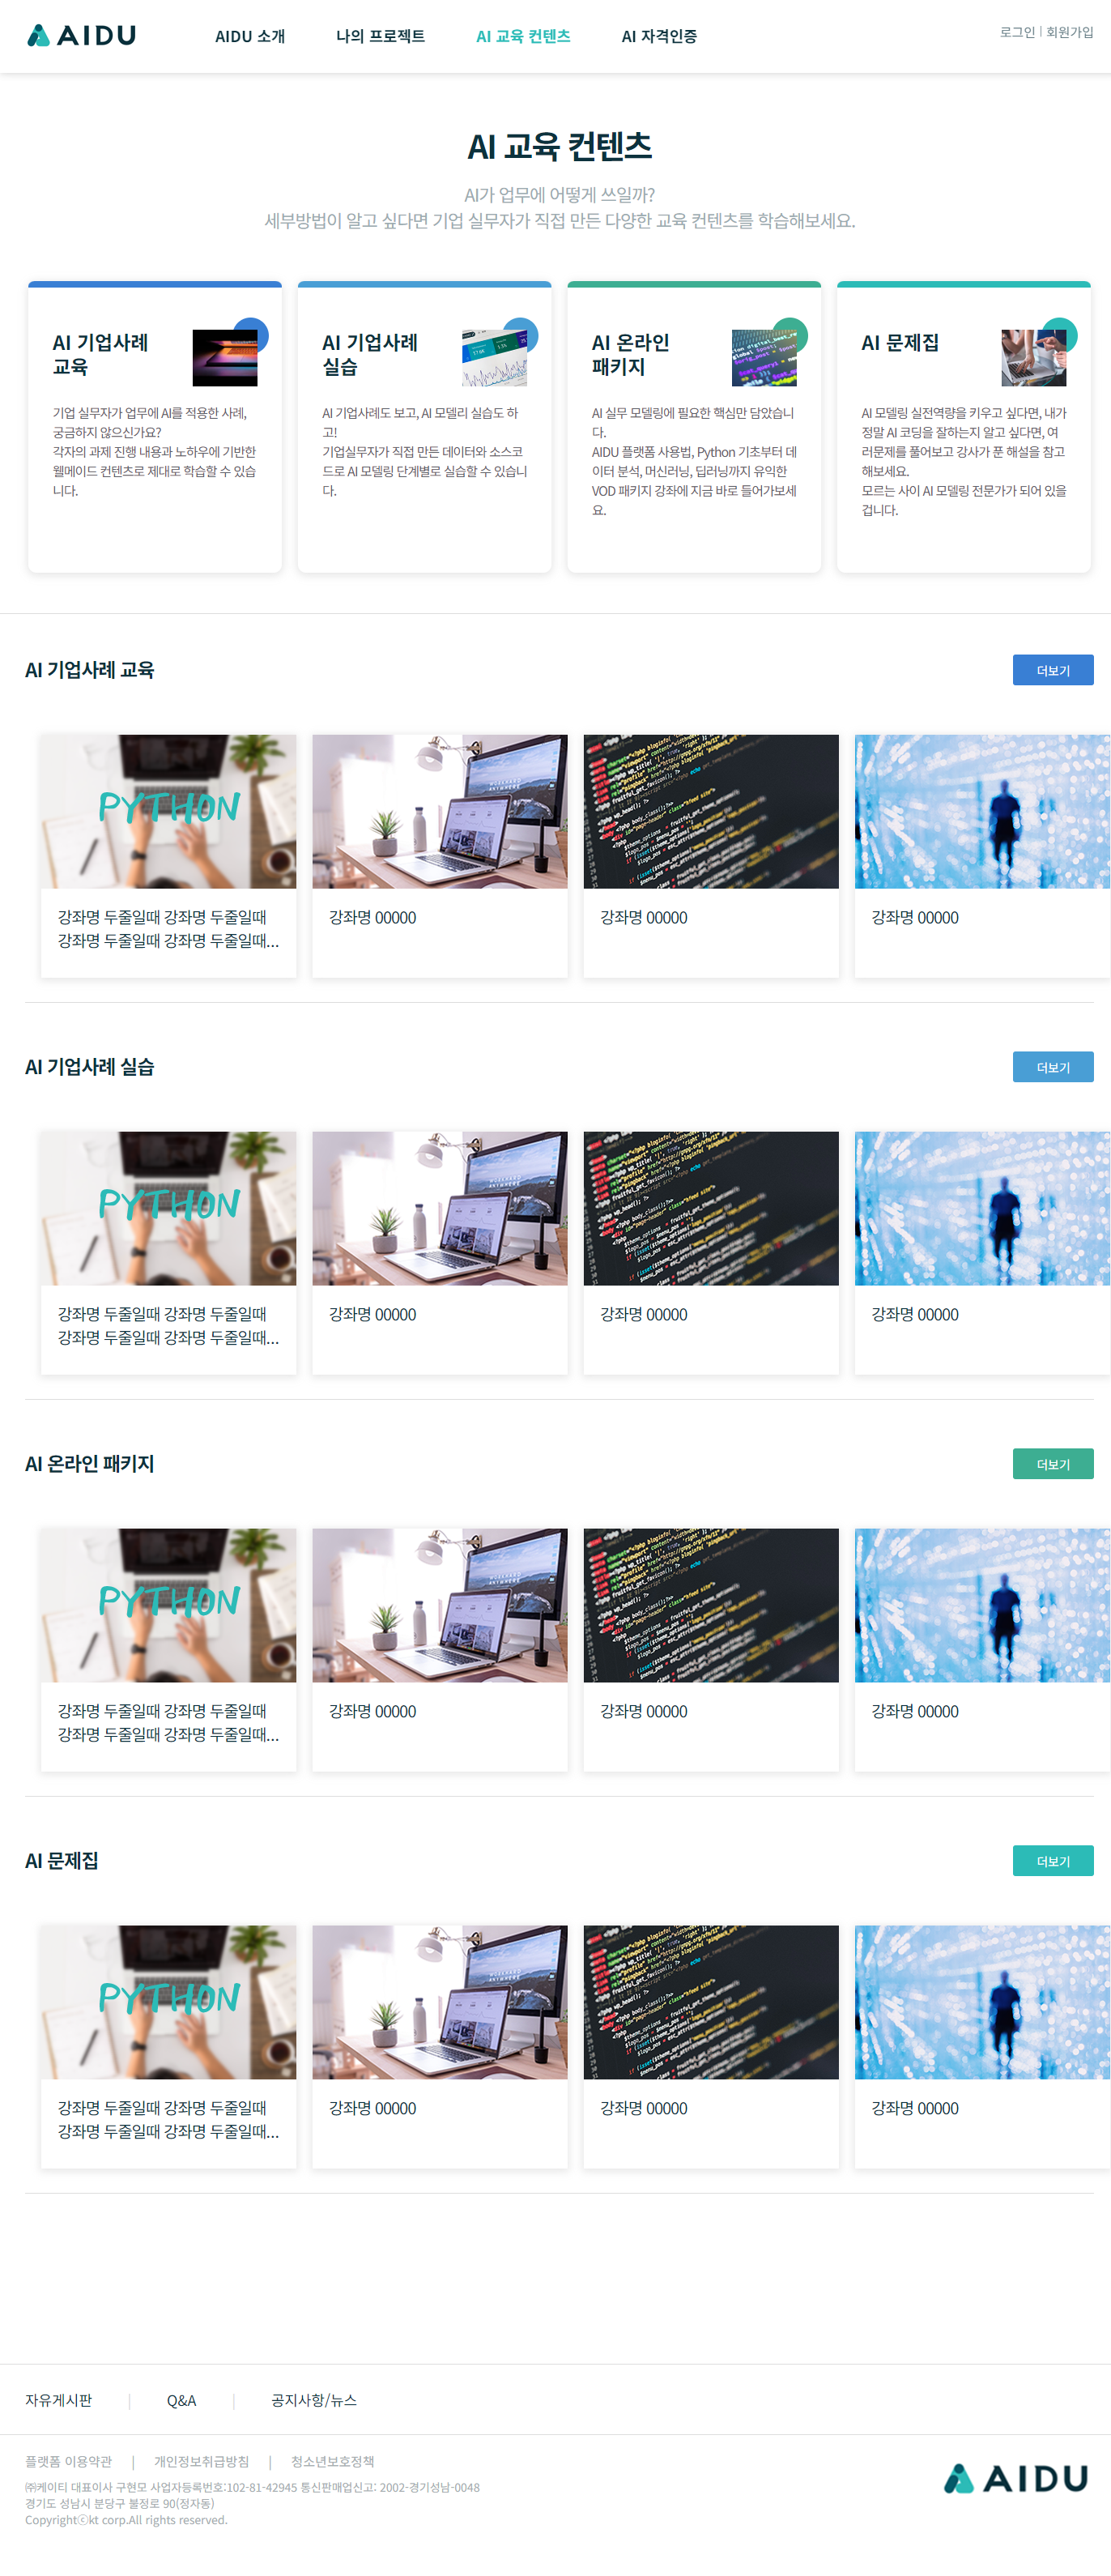 AIDU
AIDU 소개
나의 프로젝트
AI 교육 컨텐츠
AI 자격인증
로그인 | 회원가입
AI 교육 컨텐츠
AI가 업무에 어떻게 쓰일까?
세부방법이 알고 싶다면 기업 실무자가 직접 만든 다양한 교육 컨텐츠를 학습해보세요.
AI 기업사례
교육
기업 실무자가 업무에 AI를 적용한 사례,
궁금하지 않으신가요?
각자의 과제 진행 내용과 노하우에 기반한
웰메이드 컨텐츠로 제대로 학습할 수 있습
니다.
AI 기업사례
실습
AI 기업사례도 보고, AI 모델리 실습도 하
고!
기업실무자가 직접 만든 데이터와 소스코
드로 AI 모델링 단계별로 실습할 수 있습니
다.
AI 온라인
패키지
AI 실무 모델링에 필요한 핵심만 담았습니
다.
AIDU 플랫폼 사용법, Python 기초부터 데
이터 분석, 머신러닝, 딥러닝까지 유익한
VOD 패키지 강좌에 지금 바로 들어가보세
요.
AI 문제집
AI 모델링 실전역량을 키우고 싶다면, 내가
정말 AI 코딩을 잘하는지 알고 싶다면, 여
러문제를 풀어보고 강사가 푼 해설을 참고
해보세요.
모르는 사이 AI 모델링 전문가가 되어 있을
겁니다.
AI 기업사례 교육
더보기
PYTHON
강좌명 두줄일때 강좌명 두줄일때
강좌명 두줄일때 강좌명 두줄일때...
강좌명 00000
강좌명 00000
강좌명 00000
AI 기업사례 실습
더보기
PYTHON
강좌명 두줄일때 강좌명 두줄일때
강좌명 두줄일때 강좌명 두줄일때...
강좌명 00000
강좌명 00000
강좌명 00000
AI 온라인 패키지
더보기
PYTHON
강좌명 두줄일때 강좌명 두줄일때
강좌명 두줄일때 강좌명 두줄일때...
강좌명 00000
강좌명 00000
강좌명 00000
AI 문제집
더보기
PYTHON
강좌명 두줄일때 강좌명 두줄일때
강좌명 두줄일때 강좌명 두줄일때...
강좌명 00000
강좌명 00000
강좌명 00000
자유게시판 | Q&A | 공지사항/뉴스
플랫폼 이용약관 | 개인정보취급방침 | 청소년보호정책
㈜케이티 대표이사 구현모 사업자등록번호:102-81-42945 통신판매업신고: 2002-경기성남-0048
경기도 성남시 분당구 불정로 90(정자동)
Copyrightⓒkt corp.All rights reserved.
AIDU